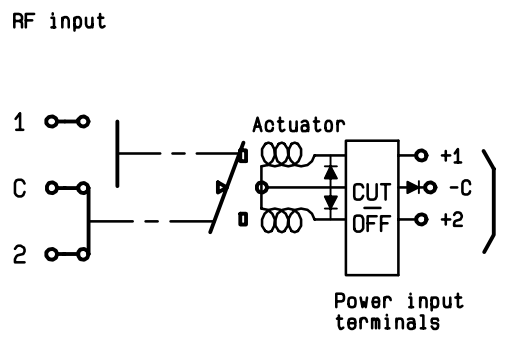 RF input
1
Actuator
+1
C
CUT
-C
OFF
+2
2
Power input
terminals